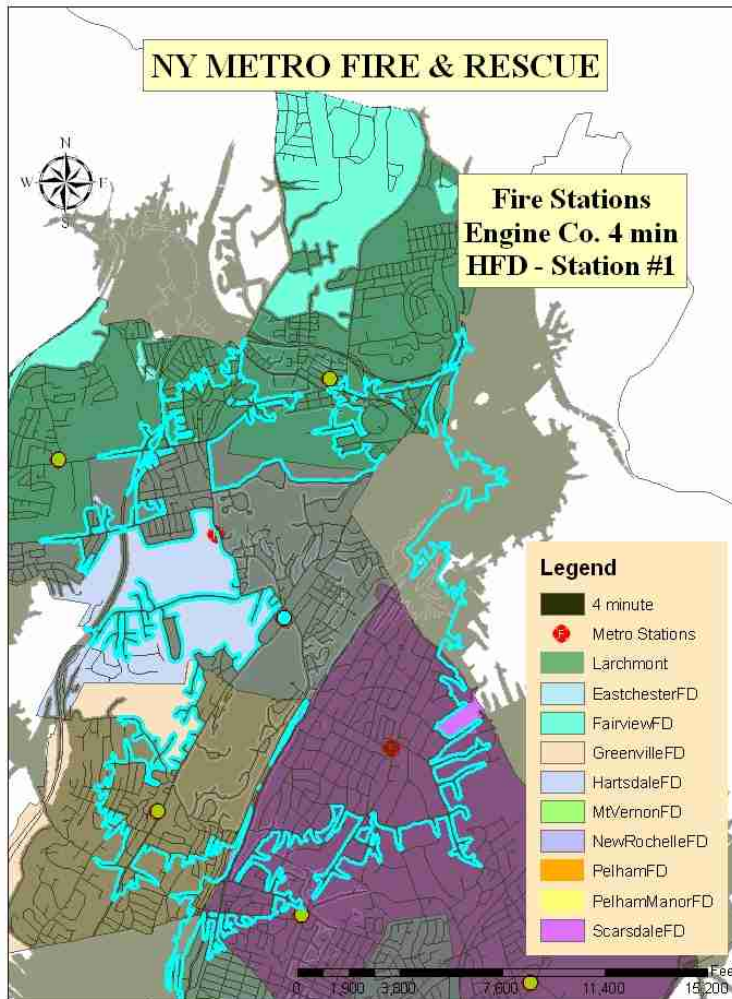 NY METRO FIRE & RESCUE
N
W
E
S
Fire Stations
Engine Co. 4 min
HFD - Station #1
Legend
4 minute
F
Metro Stations
Larchmont
EastchesterFD
FairviewFD
GreenvilleFD
HartsdaleFD
MtVernonFD
NewRochelleFD
PelhamFD
PelhamManorFD
ScarsdaleFD
Feet
0 1,900 3,800 7,600 11,400 15,200